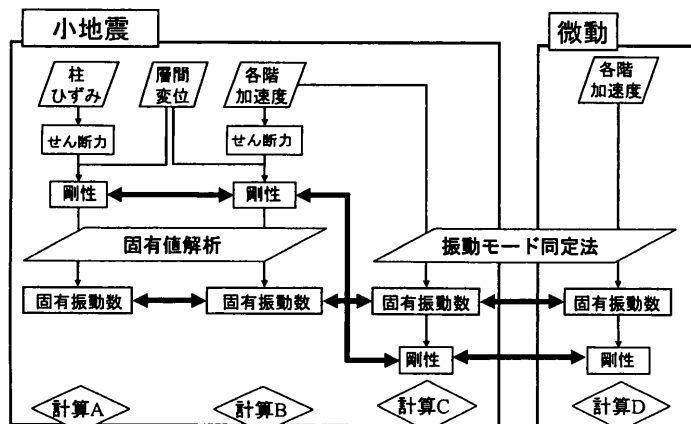 小地震
微動
柱
ひずみ
層間
変位
各階
加速度
各階
加速度
せん断力
せん断力
剛性
剛性
固有値解析
振動モード同定法
固有振動数
固有振動数
固有振動数
固有振動数
剛性
剛性
計算A
計算B
計算C
計算D